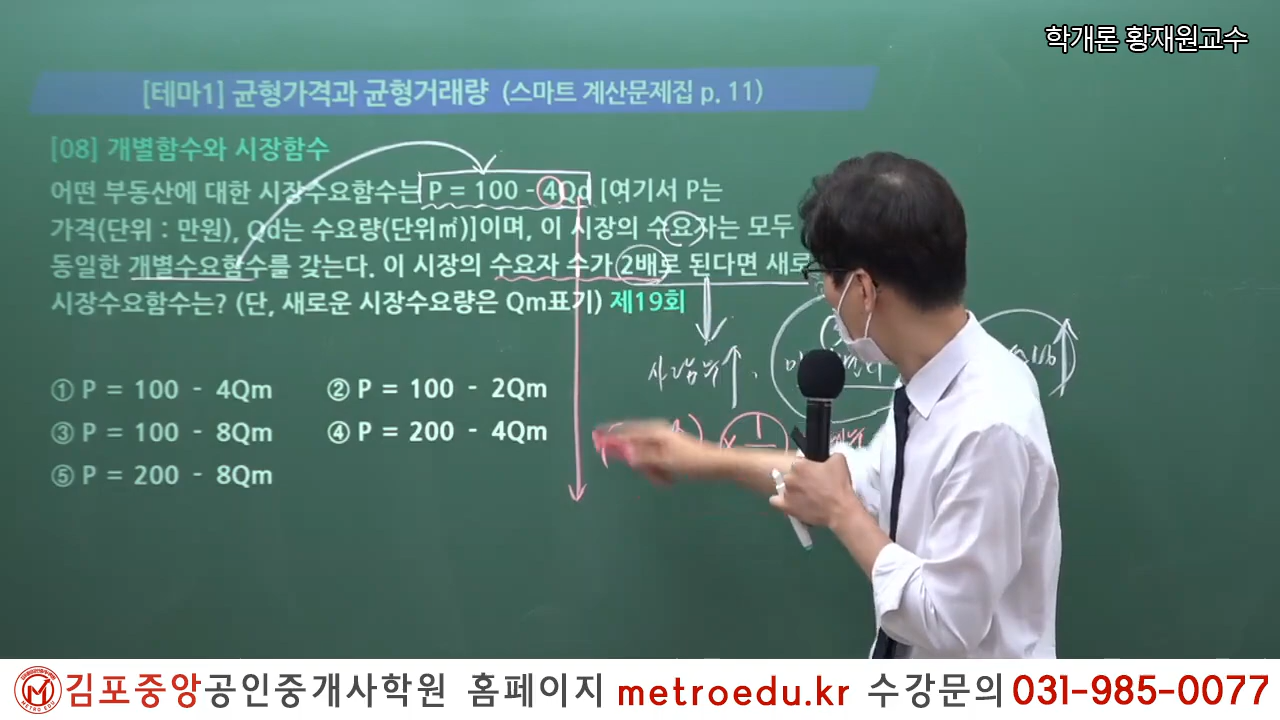 학개론 황재원교수
[테마1] 균형가격과 균형거래량 (스마트 계산문제집 p. 11)
[08] 개별함수와 시장함수
어떤 부동산에 대한 시장수요함수는 P = 100 - 4Qd [여기서 P는
가격(단위 : 만원), Qd는 수요량(단위㎡)]이며, 이 시장의 수요자는 모두
동일한 개별수요함수를 갖는다. 이 시장의 수요자 수가 2배로 된다면 새로
시장수요함수는? (단, 새로운 시장수요량은 Qm표기) 제19회
사람수↑
① P = 100 - 4Qm ② P = 100 - 2Qm
③ P = 100 - 8Qm ④ P = 200 - 4Qm
⑤ P = 200 - 8Qm
METRO EDU
김포중앙공인중개사학원 홈페이지 metroedu.kr 수강문의 031-985-0077